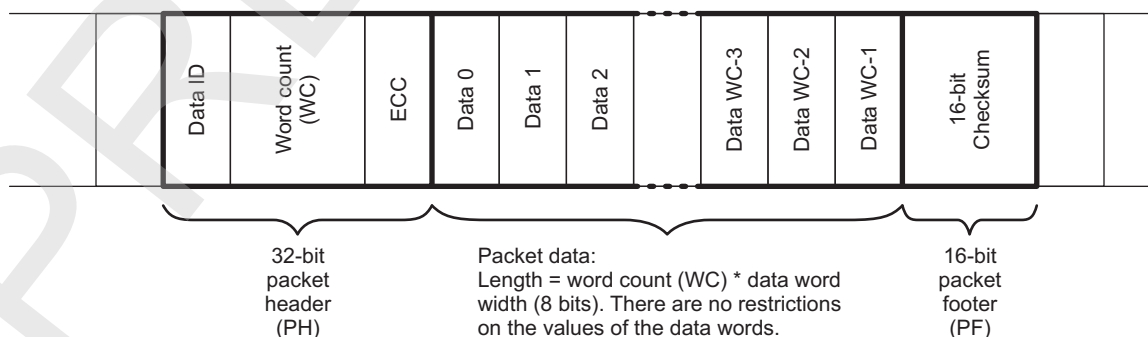 Data ID
Word count
(WC)
ECC
Data 0
Data 1
Data 2
Data WC-3
Data WC-2
Data WC-1
16-bit
Checksum
32-bit
packet
header
(PH)
Packet data:
Length = word count (WC) * data word
width (8 bits). There are no restrictions
on the values of the data words.
16-bit
packet
footer
(PF)